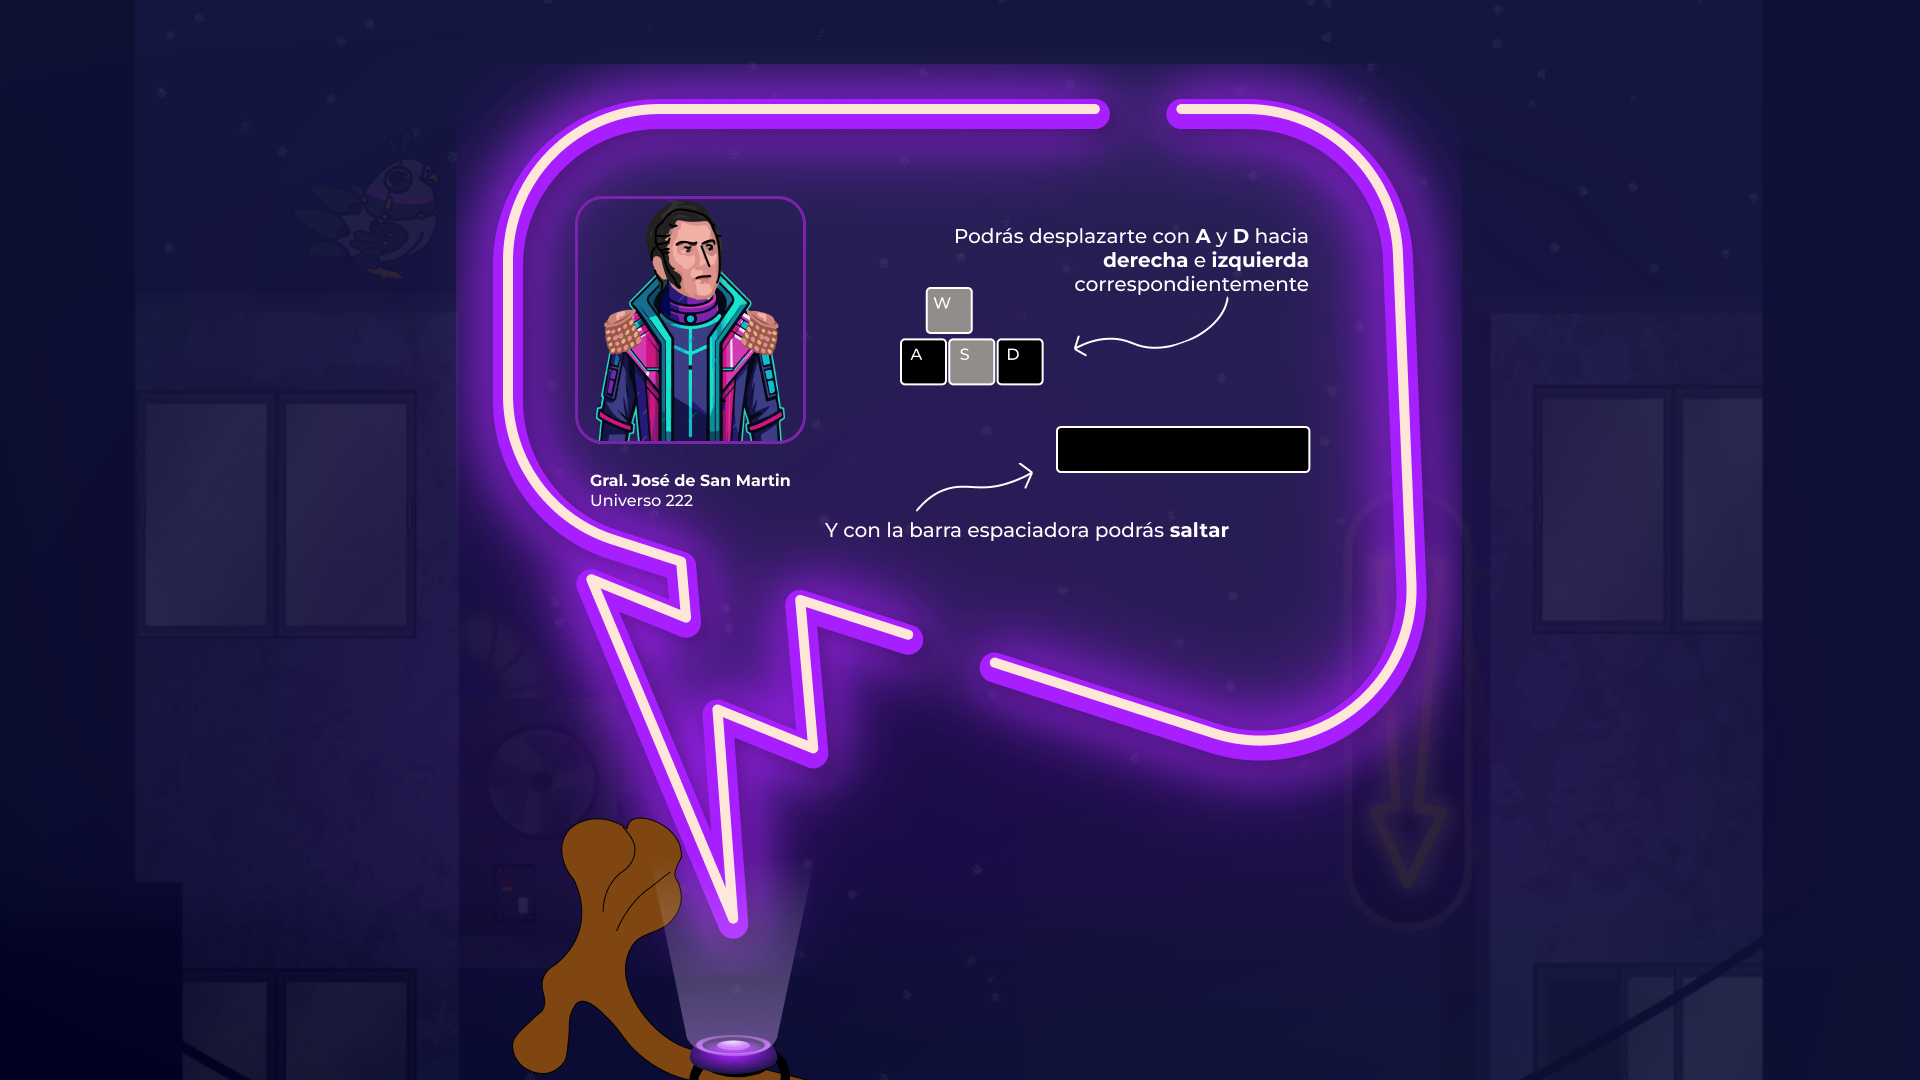 Podrás desplazarte con A y D hacia
derecha e izquierda
correspondientemente
W
A S D
Gral. José de San Martin
Universo 222
Y con la barra espaciadora podrás saltar